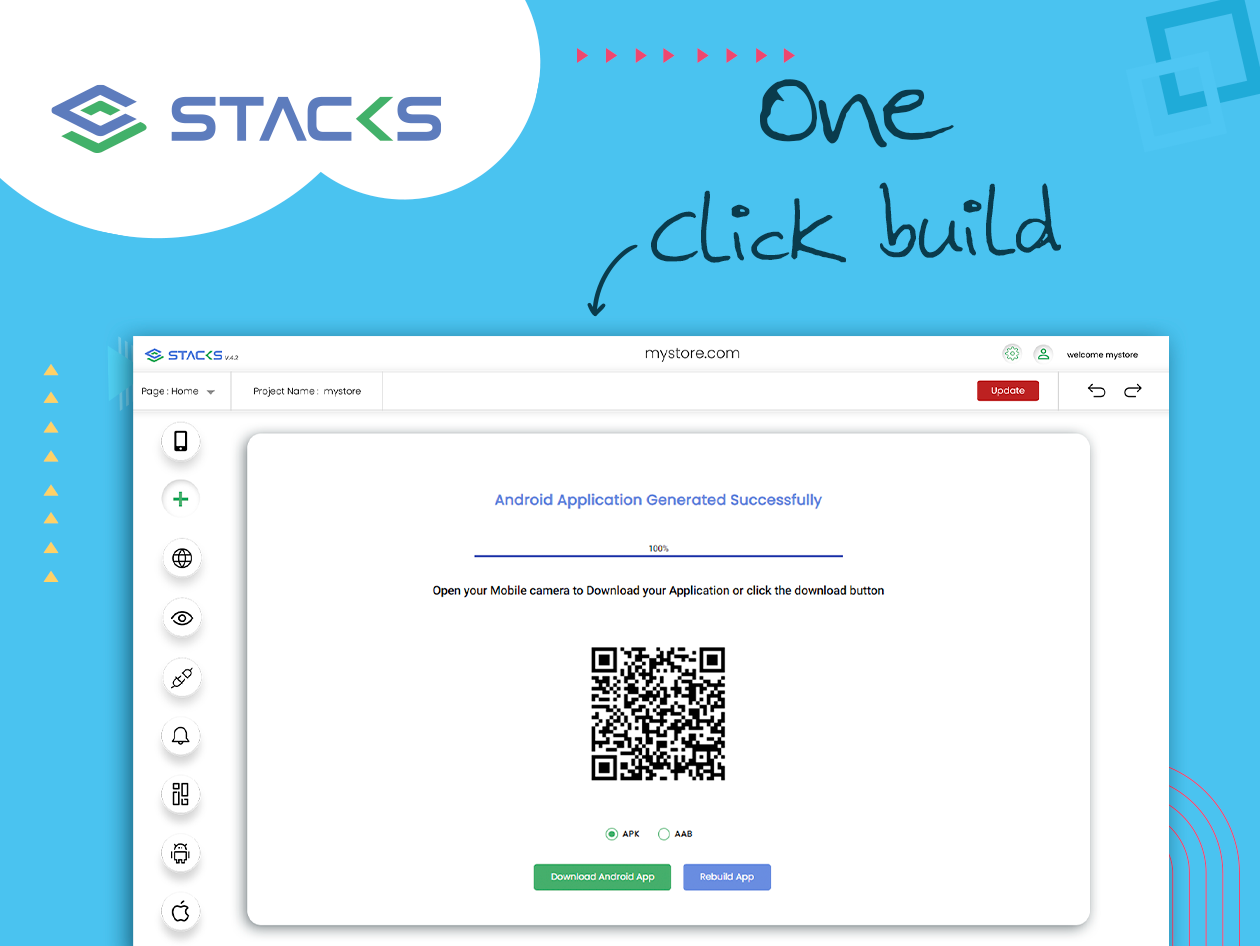 STACKS
One
click build
STACKS V.4.2
mystore.com
welcome mystore
Page : Home
Project Name : mystore
Update
Android Application Generated Successfully
100%
Open your Mobile camera to Download your Application or click the download button
APK
AAB
Download Android App
Rebuild App